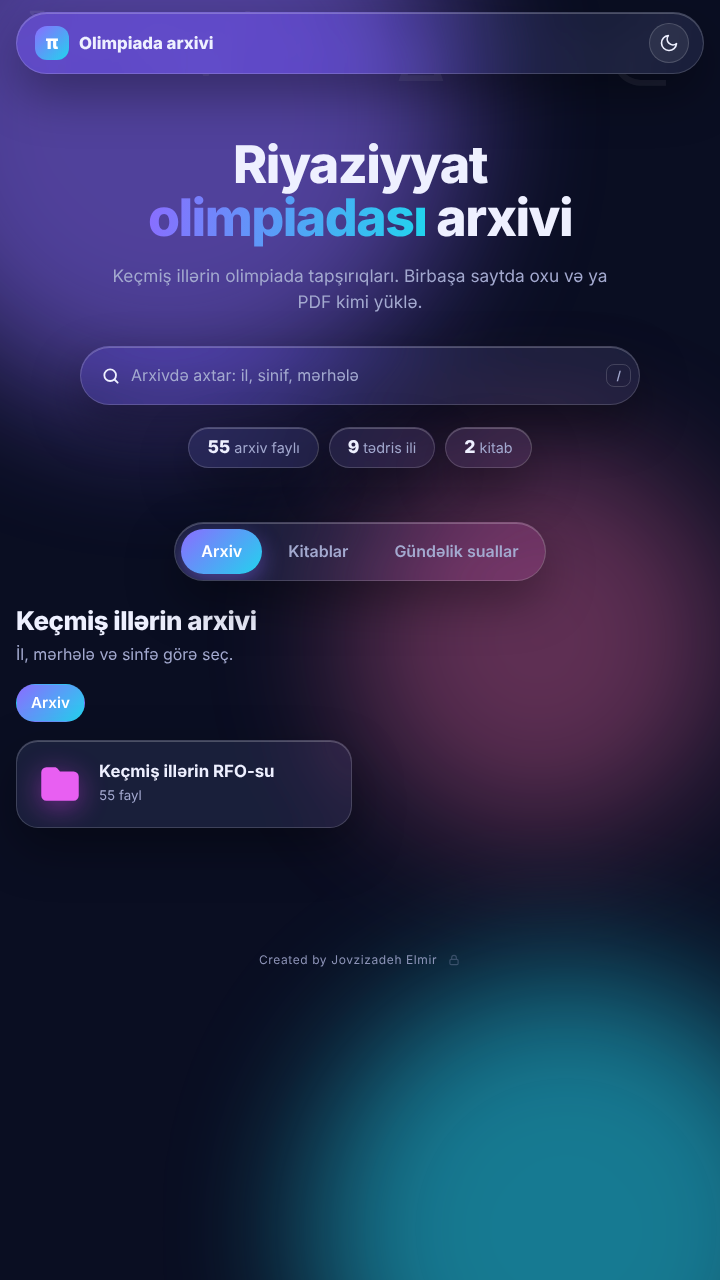 π Olimpiada arxivi
Riyaziyyat
olimpiadası arxivi
Keçmiş illərin olimpiada tapşırıqları. Birbaşa saytda oxu və ya
PDF kimi yüklə.
Arxivdə axtar: il, sinif, mərhələ /
55 arxiv faylı 9 tədris ili 2 kitab
Arxiv Kitablar Gündəlik suallar
Keçmiş illərin arxivi
İl, mərhələ və sinfə görə seç.
Arxiv
Keçmiş illərin RFO-su
55 fayl
Created by Jovzizadeh Elmir